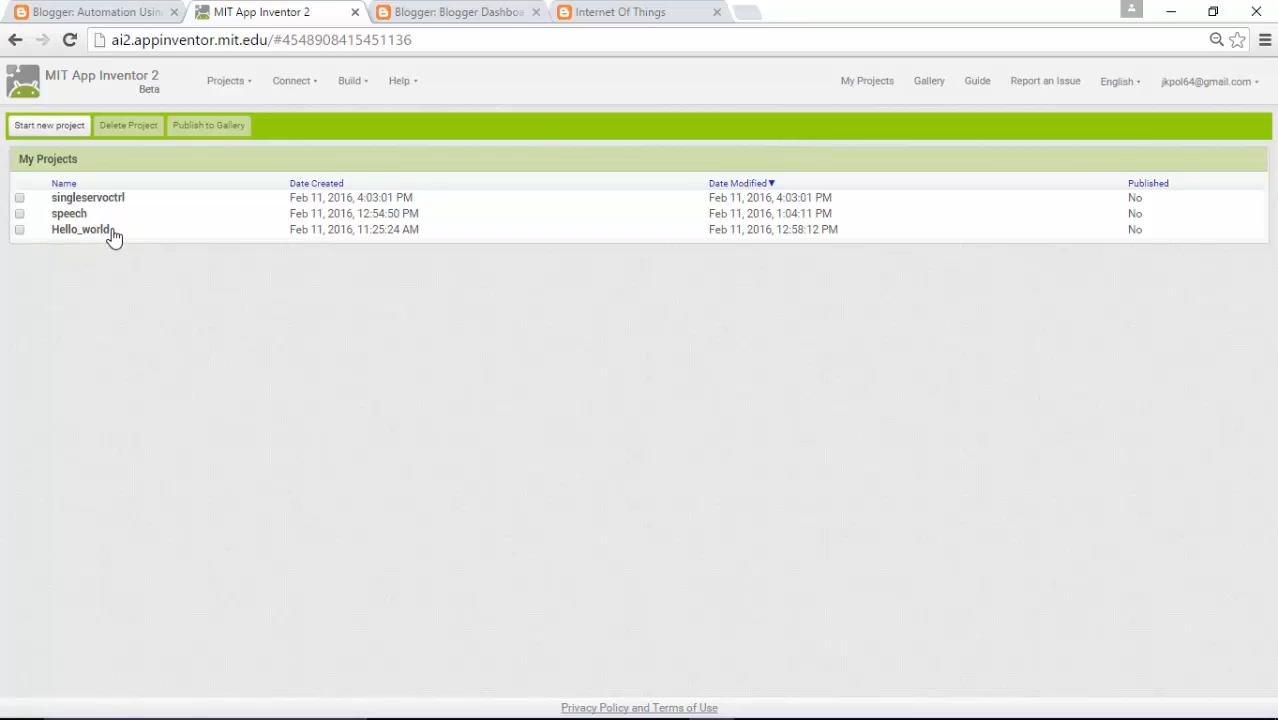 Blogger: Automation Usin
MIT App Inventor 2
Blogger: Blogger Dashboa
Internet Of Things
ai2.appinventor.mit.edu/#4548908415451136
MIT App Inventor 2
Beta
Projects
Connect
Build
Help
My Projects
Gallery
Guide
Report an Issue
English
jkpol64@gmail.com
Start new project
Delete Project
Publish to Gallery
My Projects
Name Date Created Date Modified Published
singleservoctrl Feb 11, 2016, 4:03:01 PM Feb 11, 2016, 4:03:01 PM No
speech Feb 11, 2016, 12:54:50 PM Feb 11, 2016, 1:04:11 PM No
Hello_world Feb 11, 2016, 11:25:24 AM Feb 11, 2016, 12:58:12 PM No
Privacy Policy and Terms of Use